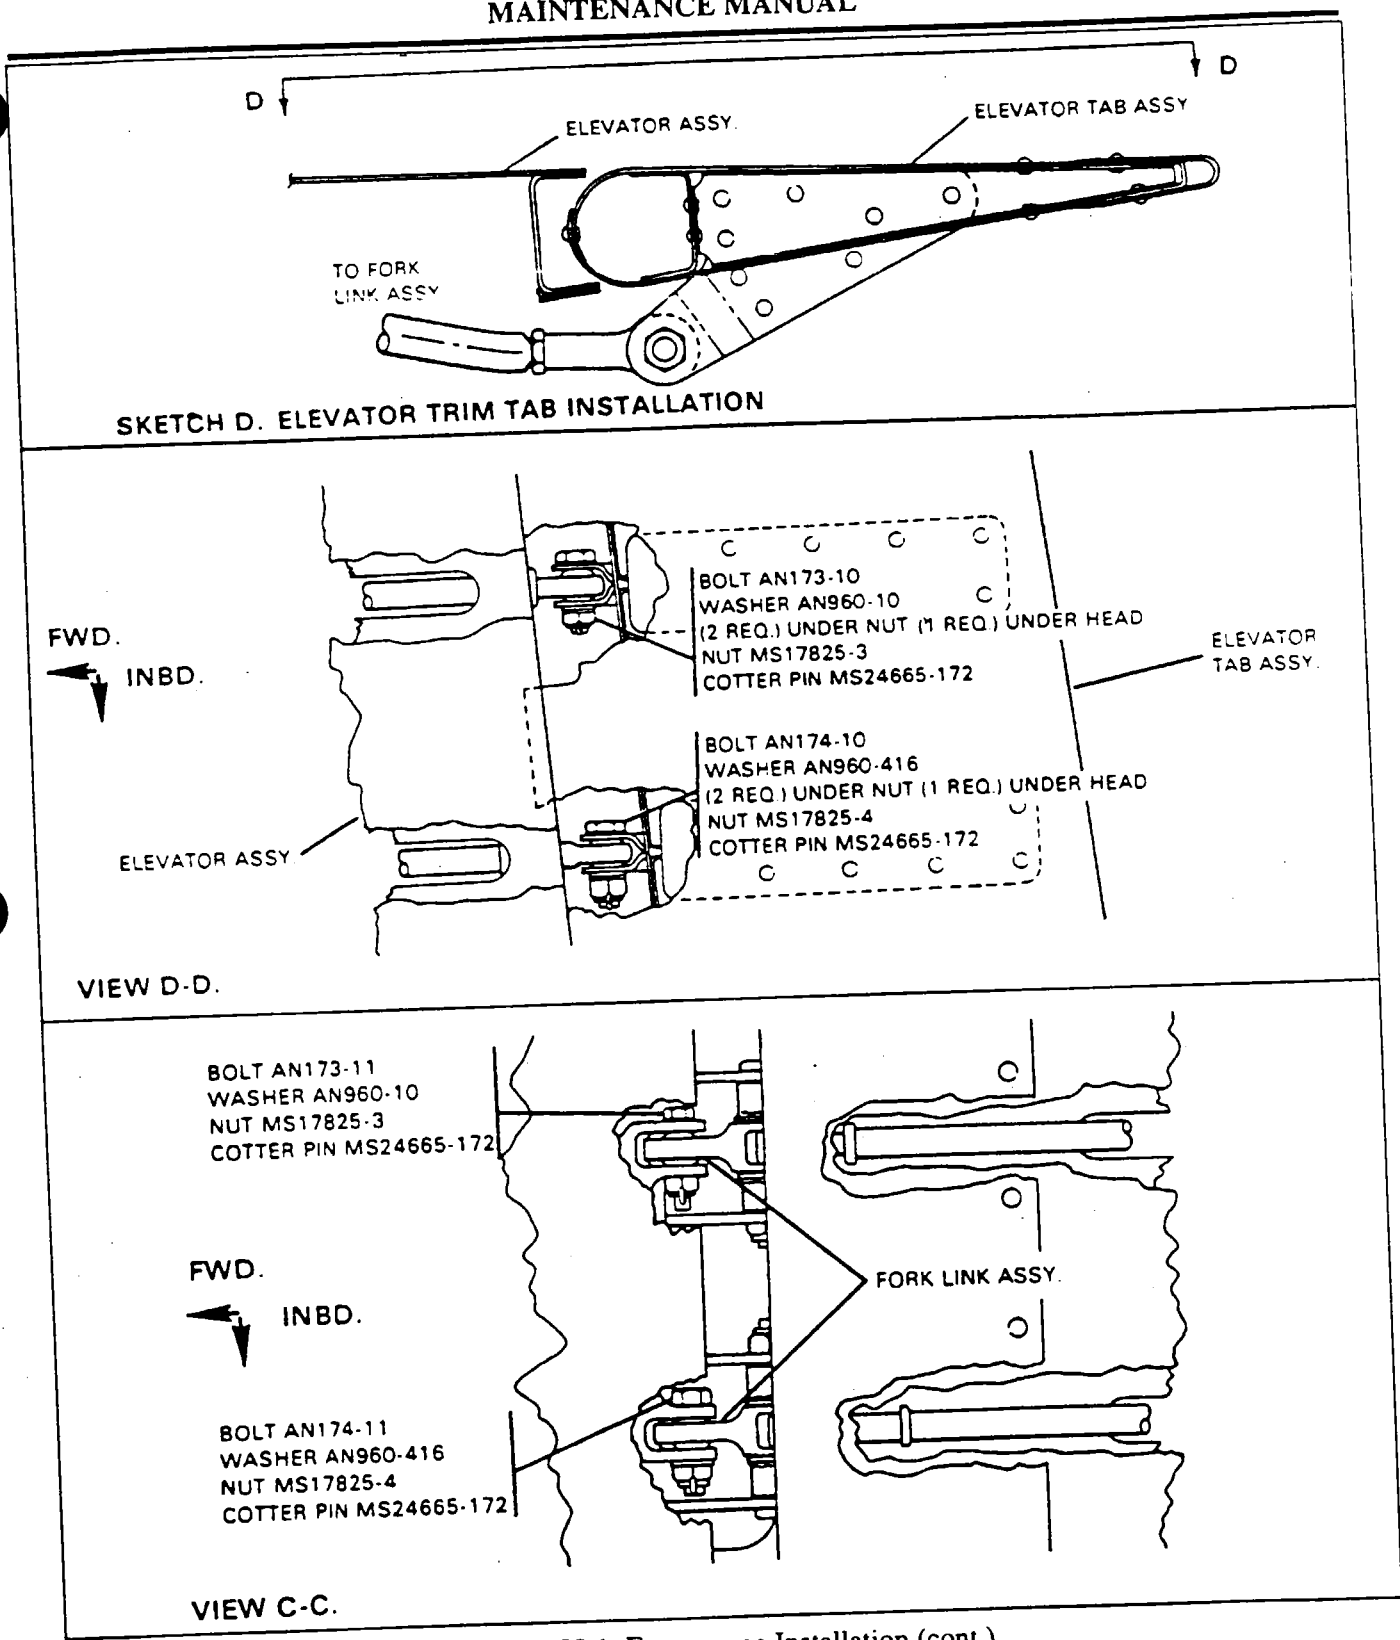 MAINTENANCE MANUAL
D
D
ELEVATOR ASSY.
ELEVATOR TAB ASSY
TO FORK
LINK ASSY
SKETCH D. ELEVATOR TRIM TAB INSTALLATION
BOLT AN173-10
WASHER AN960-10
(2 REQ.) UNDER NUT (1 REQ.) UNDER HEAD
NUT MS17825-3
COTTER PIN MS24665-172
FWD.
INBD.
ELEVATOR
TAB ASSY.
BOLT AN174-10
WASHER AN960-416
(2 REQ.) UNDER NUT (1 REQ.) UNDER HEAD
NUT MS17825-4
COTTER PIN MS24665-172
ELEVATOR ASSY.
VIEW D-D.
BOLT AN173-11
WASHER AN960-10
NUT MS17825-3
COTTER PIN MS24665-172
FWD.
INBD.
FORK LINK ASSY.
BOLT AN174-11
WASHER AN960-416
NUT MS17825-4
COTTER PIN MS24665-172
VIEW C-C.
Installation (cont.)